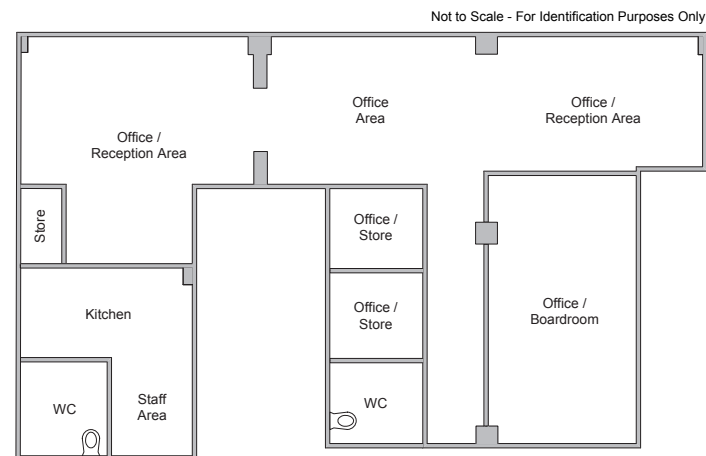 Not to Scale - For Identification Purposes Only
Office /
Reception Area
Office
Area
Office /
Reception Area
Store
Office /
Store
Office /
Store
Office /
Boardroom
Kitchen
WC
Staff
Area
WC